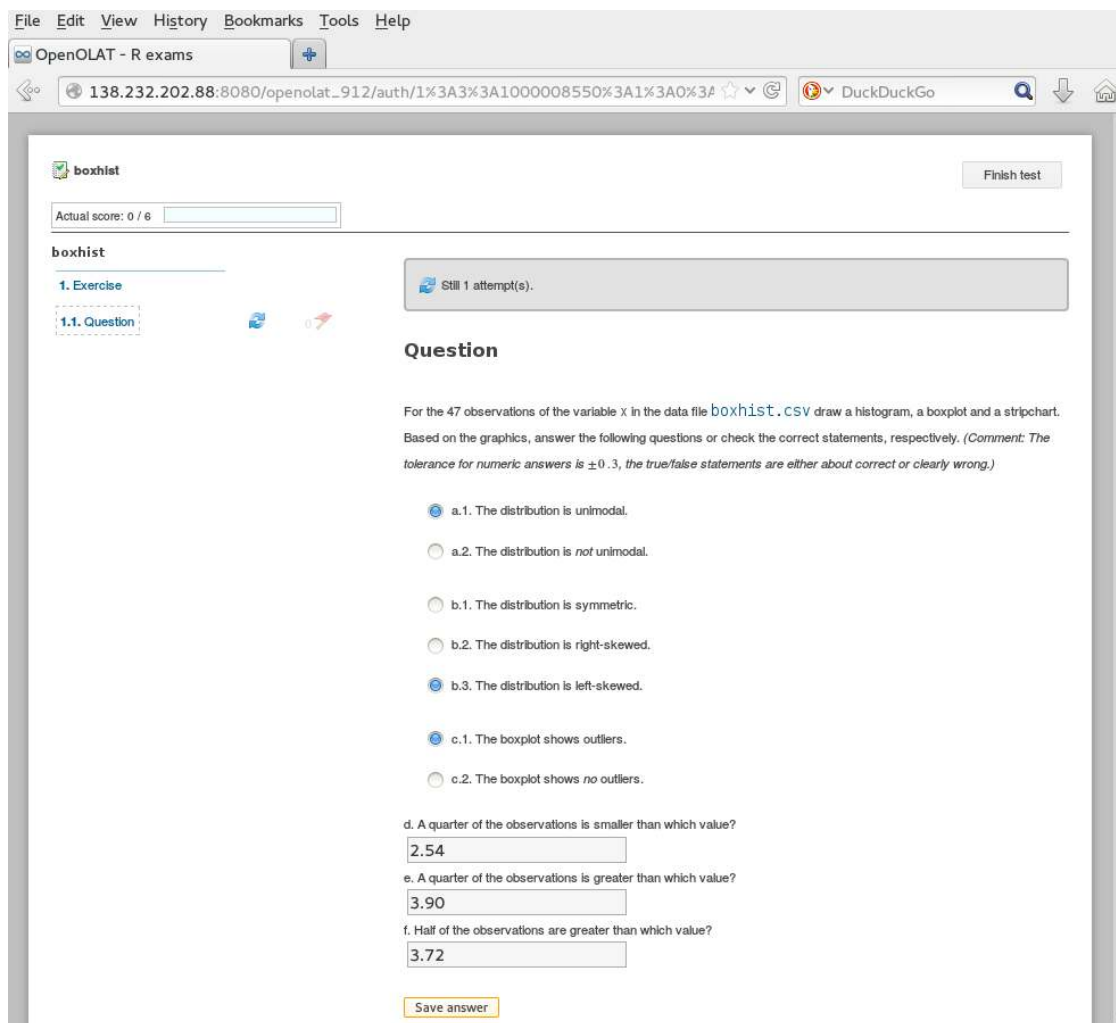 File Edit View History Bookmarks Tools Help
OpenOLAT - R exams
138.232.202.88:8080/openolat_912/auth/1%3A3%3A1000008550%3A1%3A0%3A
DuckDuckGo
boxhist
Finish test
Actual score: 0 / 6
boxhist
1. Exercise
Still 1 attempt(s).
1.1. Question
0
Question
For the 47 observations of the variable X in the data file boxhist.csv draw a histogram, a boxplot and a stripchart.
Based on the graphics, answer the following questions or check the correct statements, respectively. (Comment: The
tolerance for numeric answers is ±0.3, the true/false statements are either about correct or clearly wrong.)
a.1. The distribution is unimodal.
a.2. The distribution is not unimodal.
b.1. The distribution is symmetric.
b.2. The distribution is right-skewed.
b.3. The distribution is left-skewed.
c.1. The boxplot shows outliers.
c.2. The boxplot shows no outliers.
d. A quarter of the observations is smaller than which value?
2.54
e. A quarter of the observations is greater than which value?
3.90
f. Half of the observations are greater than which value?
3.72
Save answer